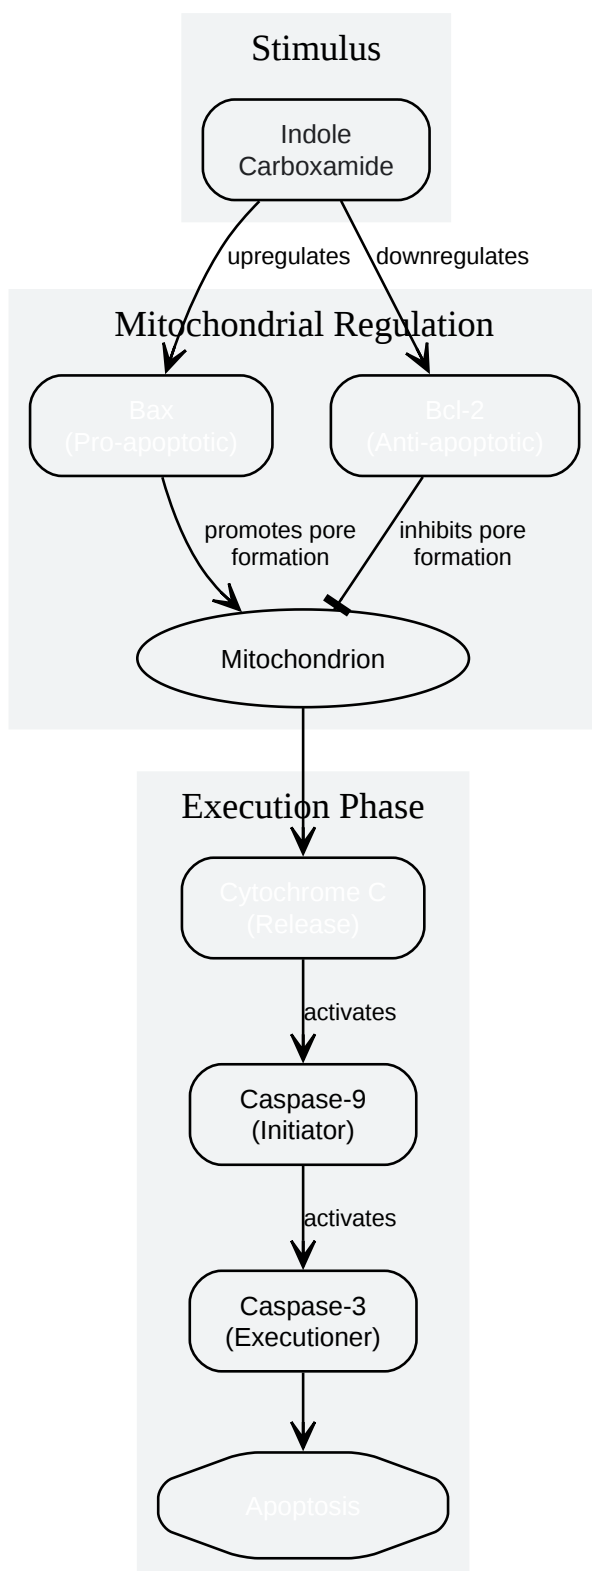 Stimulus
Indole
Carboxamide
upregulates
downregulates
Mitochondrial Regulation
Bax
(Pro-apoptotic)
Bcl-2
(Anti-apoptotic)
promotes pore
formation
inhibits pore
formation
Mitochondrion
Execution Phase
Cytochrome C
(Release)
activates
Caspase-9
(Initiator)
activates
Caspase-3
(Executioner)
Apoptosis